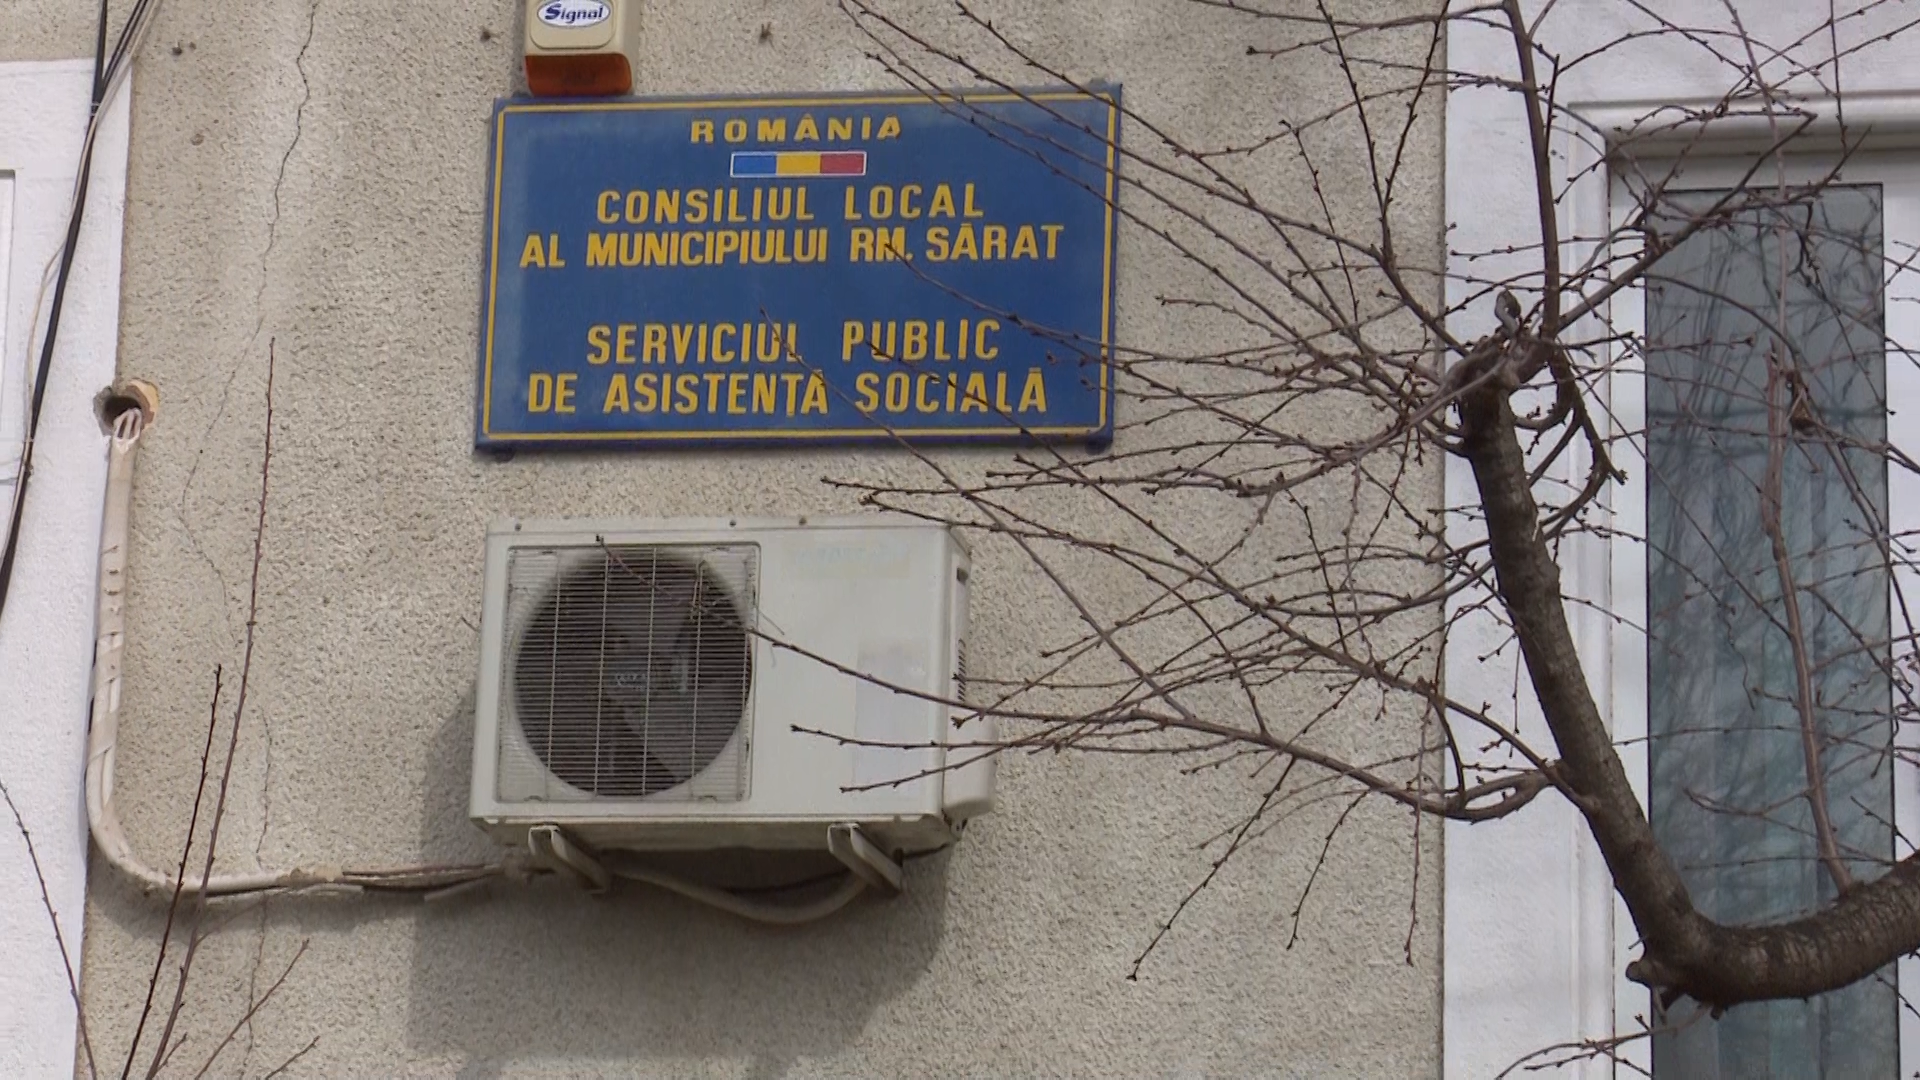 Signal
ROMÂNIA
CONSILIUL LOCAL
AL MUNICIPIULUI RM. SĂRAT
SERVICIUL PUBLIC
DE ASISTENȚĂ SOCIALĂ